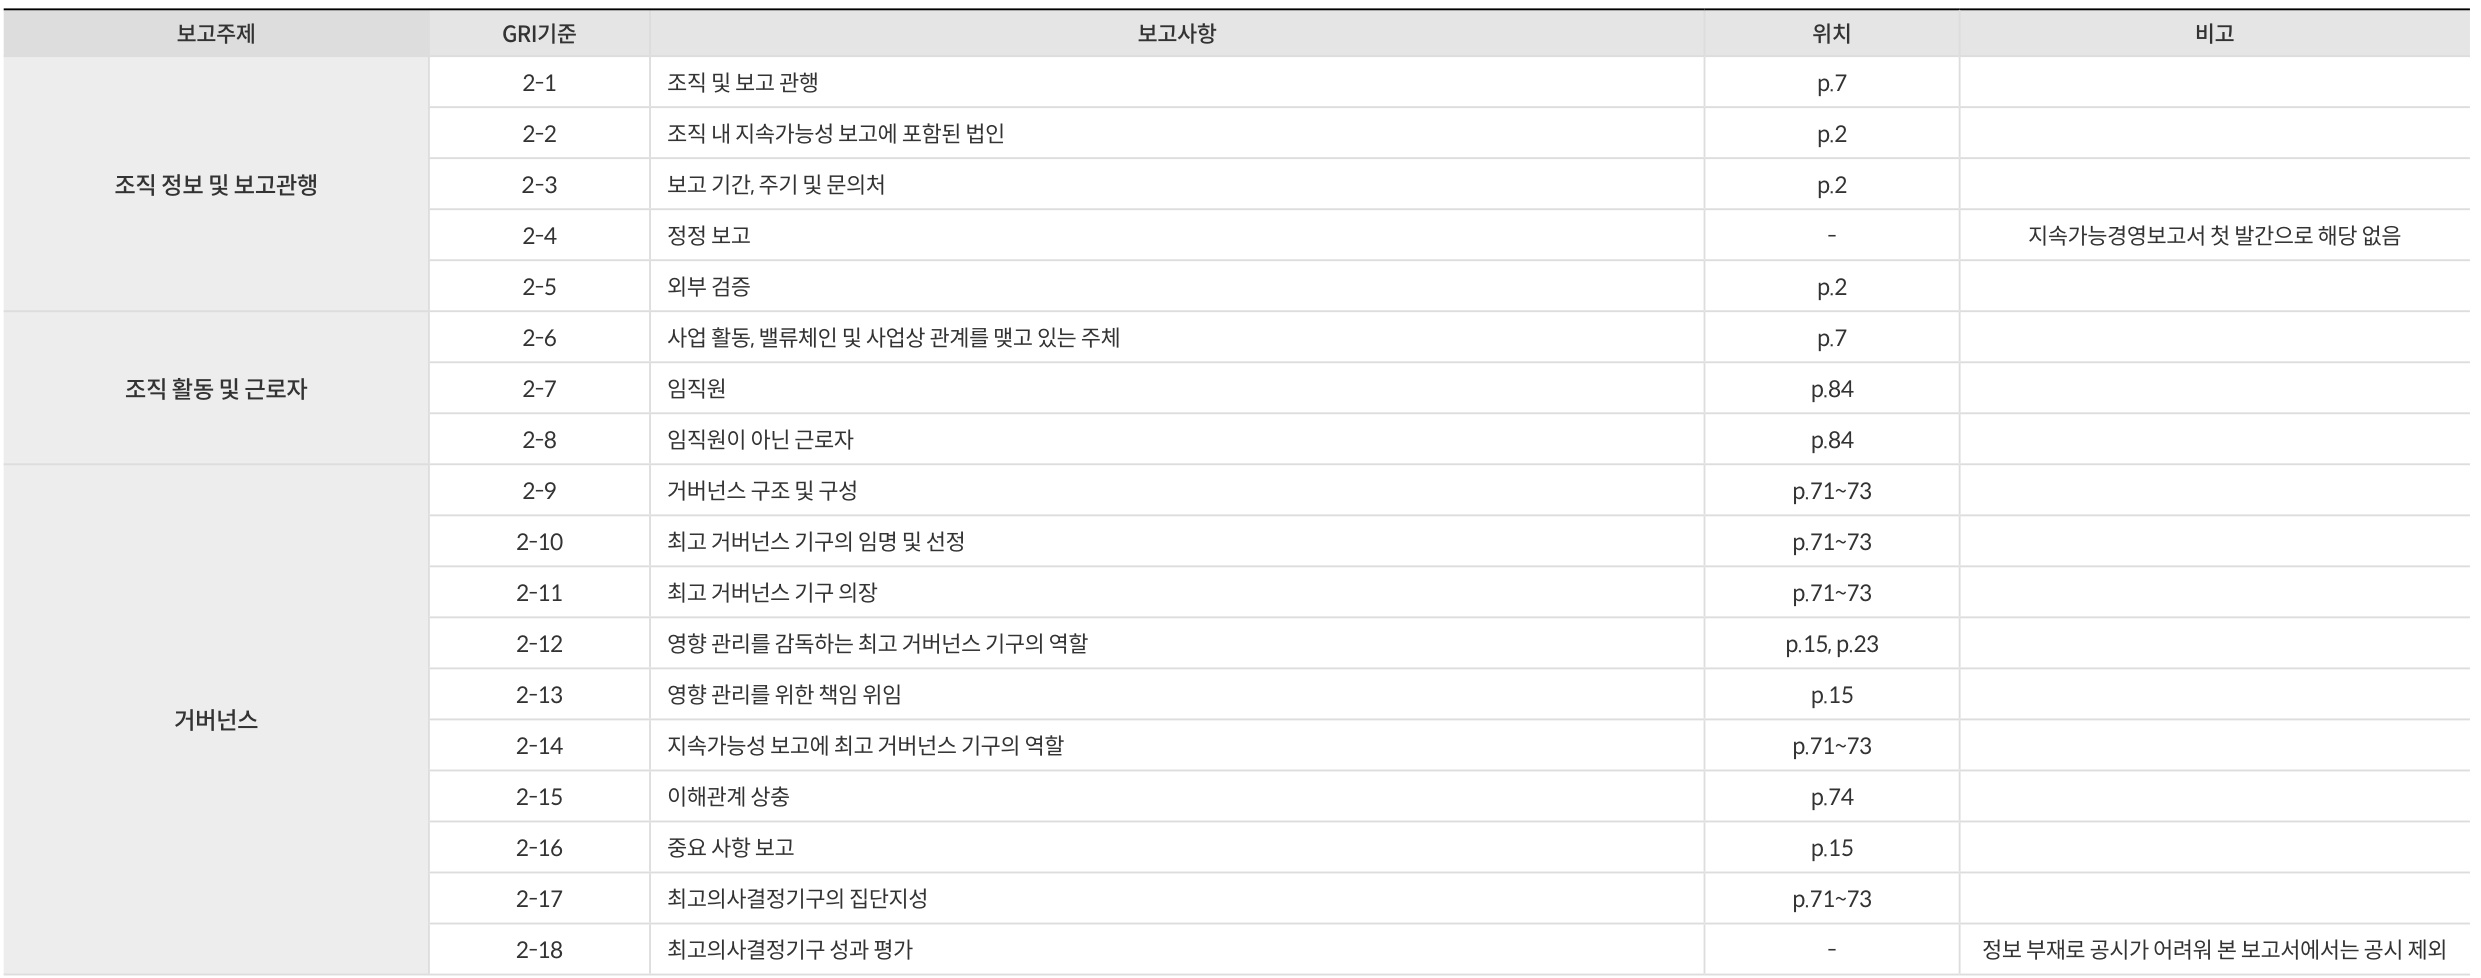 보고주제 GRI기준 보고사항 위치 비고
조직 정보 및 보고관행
2-1 조직 및 보고 관행 p.7
2-2 조직 내 지속가능성 보고에 포함된 법인 p.2
2-3 보고 기간, 주기 및 문의처 p.2
2-4 정정 보고 - 지속가능경영보고서 첫 발간으로 해당 없음
2-5 외부 검증 p.2
조직 활동 및 근로자
2-6 사업 활동, 밸류체인 및 사업상 관계를 맺고 있는 주체 p.7
2-7 임직원 p.84
2-8 임직원이 아닌 근로자 p.84
거버넌스
2-9 거버넌스 구조 및 구성 p.71~73
2-10 최고 거버넌스 기구의 임명 및 선정 p.71~73
2-11 최고 거버넌스 기구 의장 p.71~73
2-12 영향 관리를 감독하는 최고 거버넌스 기구의 역할 p.15, p.23
2-13 영향 관리를 위한 책임 위임 p.15
2-14 지속가능성 보고에 최고 거버넌스 기구의 역할 p.71~73
2-15 이해관계 상충 p.74
2-16 중요 사항 보고 p.15
2-17 최고의사결정기구의 집단지성 p.71~73
2-18 최고의사결정기구 성과 평가 - 정보 부재로 공시가 어려워 본 보고서에서는 공시 제외